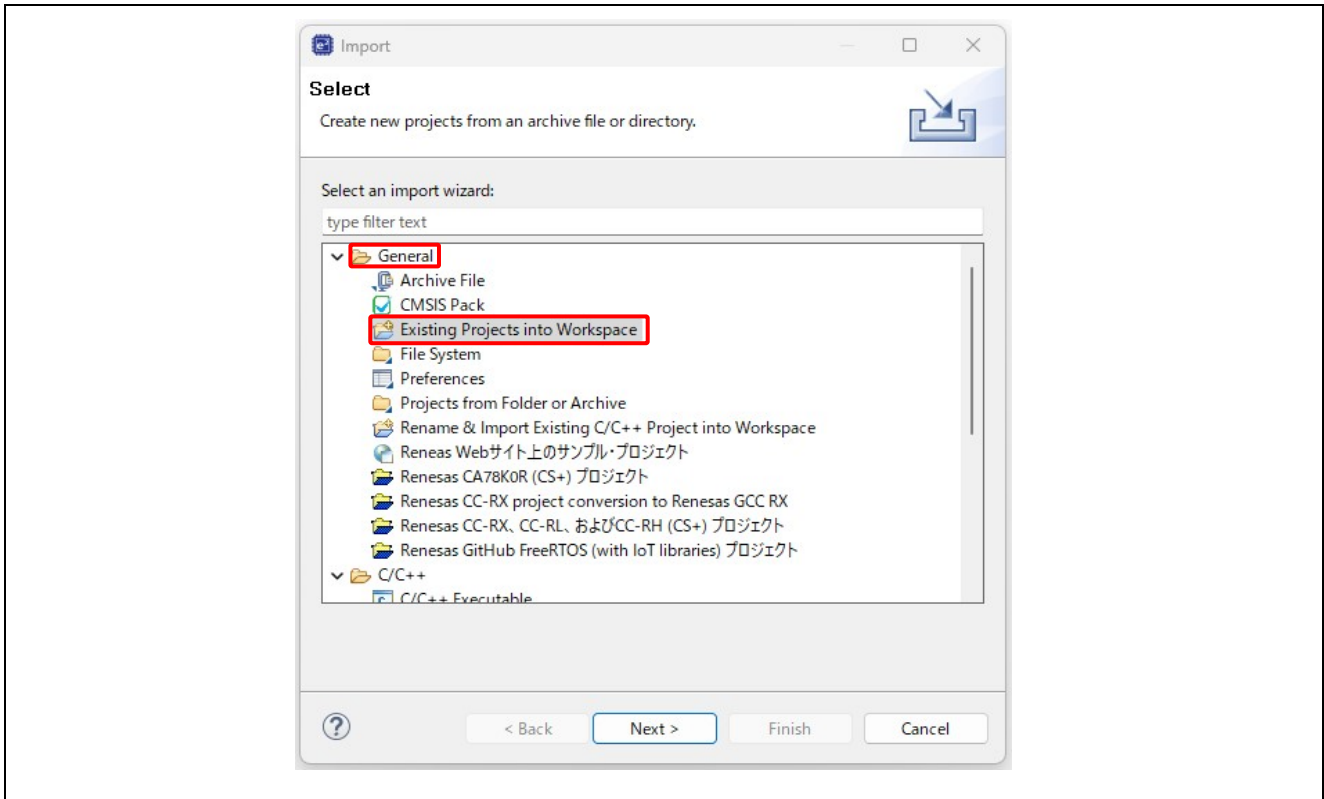 Import
Select
Create new projects from an archive file or directory.
Select an import wizard:
type filter text
General
Archive File
CMSIS Pack
Existing Projects into Workspace
File System
Preferences
Projects from Folder or Archive
Rename & Import Existing C/C++ Project into Workspace
Reneas Webサイト上のサンプル・プロジェクト
Renesas CA78K0R (CS+) プロジェクト
Renesas CC-RX project conversion to Renesas GCC RX
Renesas CC-RX、CC-RL、およびCC-RH (CS+) プロジェクト
Renesas GitHub FreeRTOS (with IoT libraries) プロジェクト
C/C++
C/C++ Executable
?
< Back Next > Finish Cancel